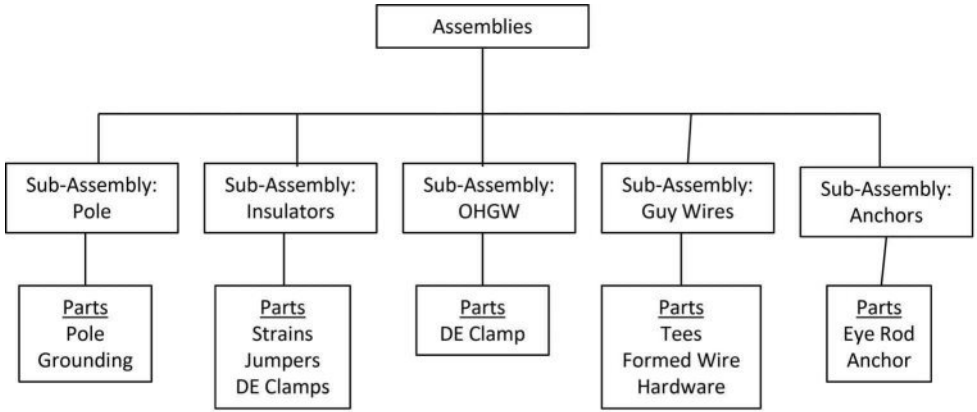 Assemblies
Sub-Assembly:
Pole
Sub-Assembly:
Insulators
Sub-Assembly:
OHGW
Sub-Assembly:
Guy Wires
Sub-Assembly:
Anchors
Parts
Pole
Grounding
Parts
Strains
Jumpers
DE Clamps
Parts
DE Clamp
Parts
Tees
Formed Wire
Hardware
Parts
Eye Rod
Anchor